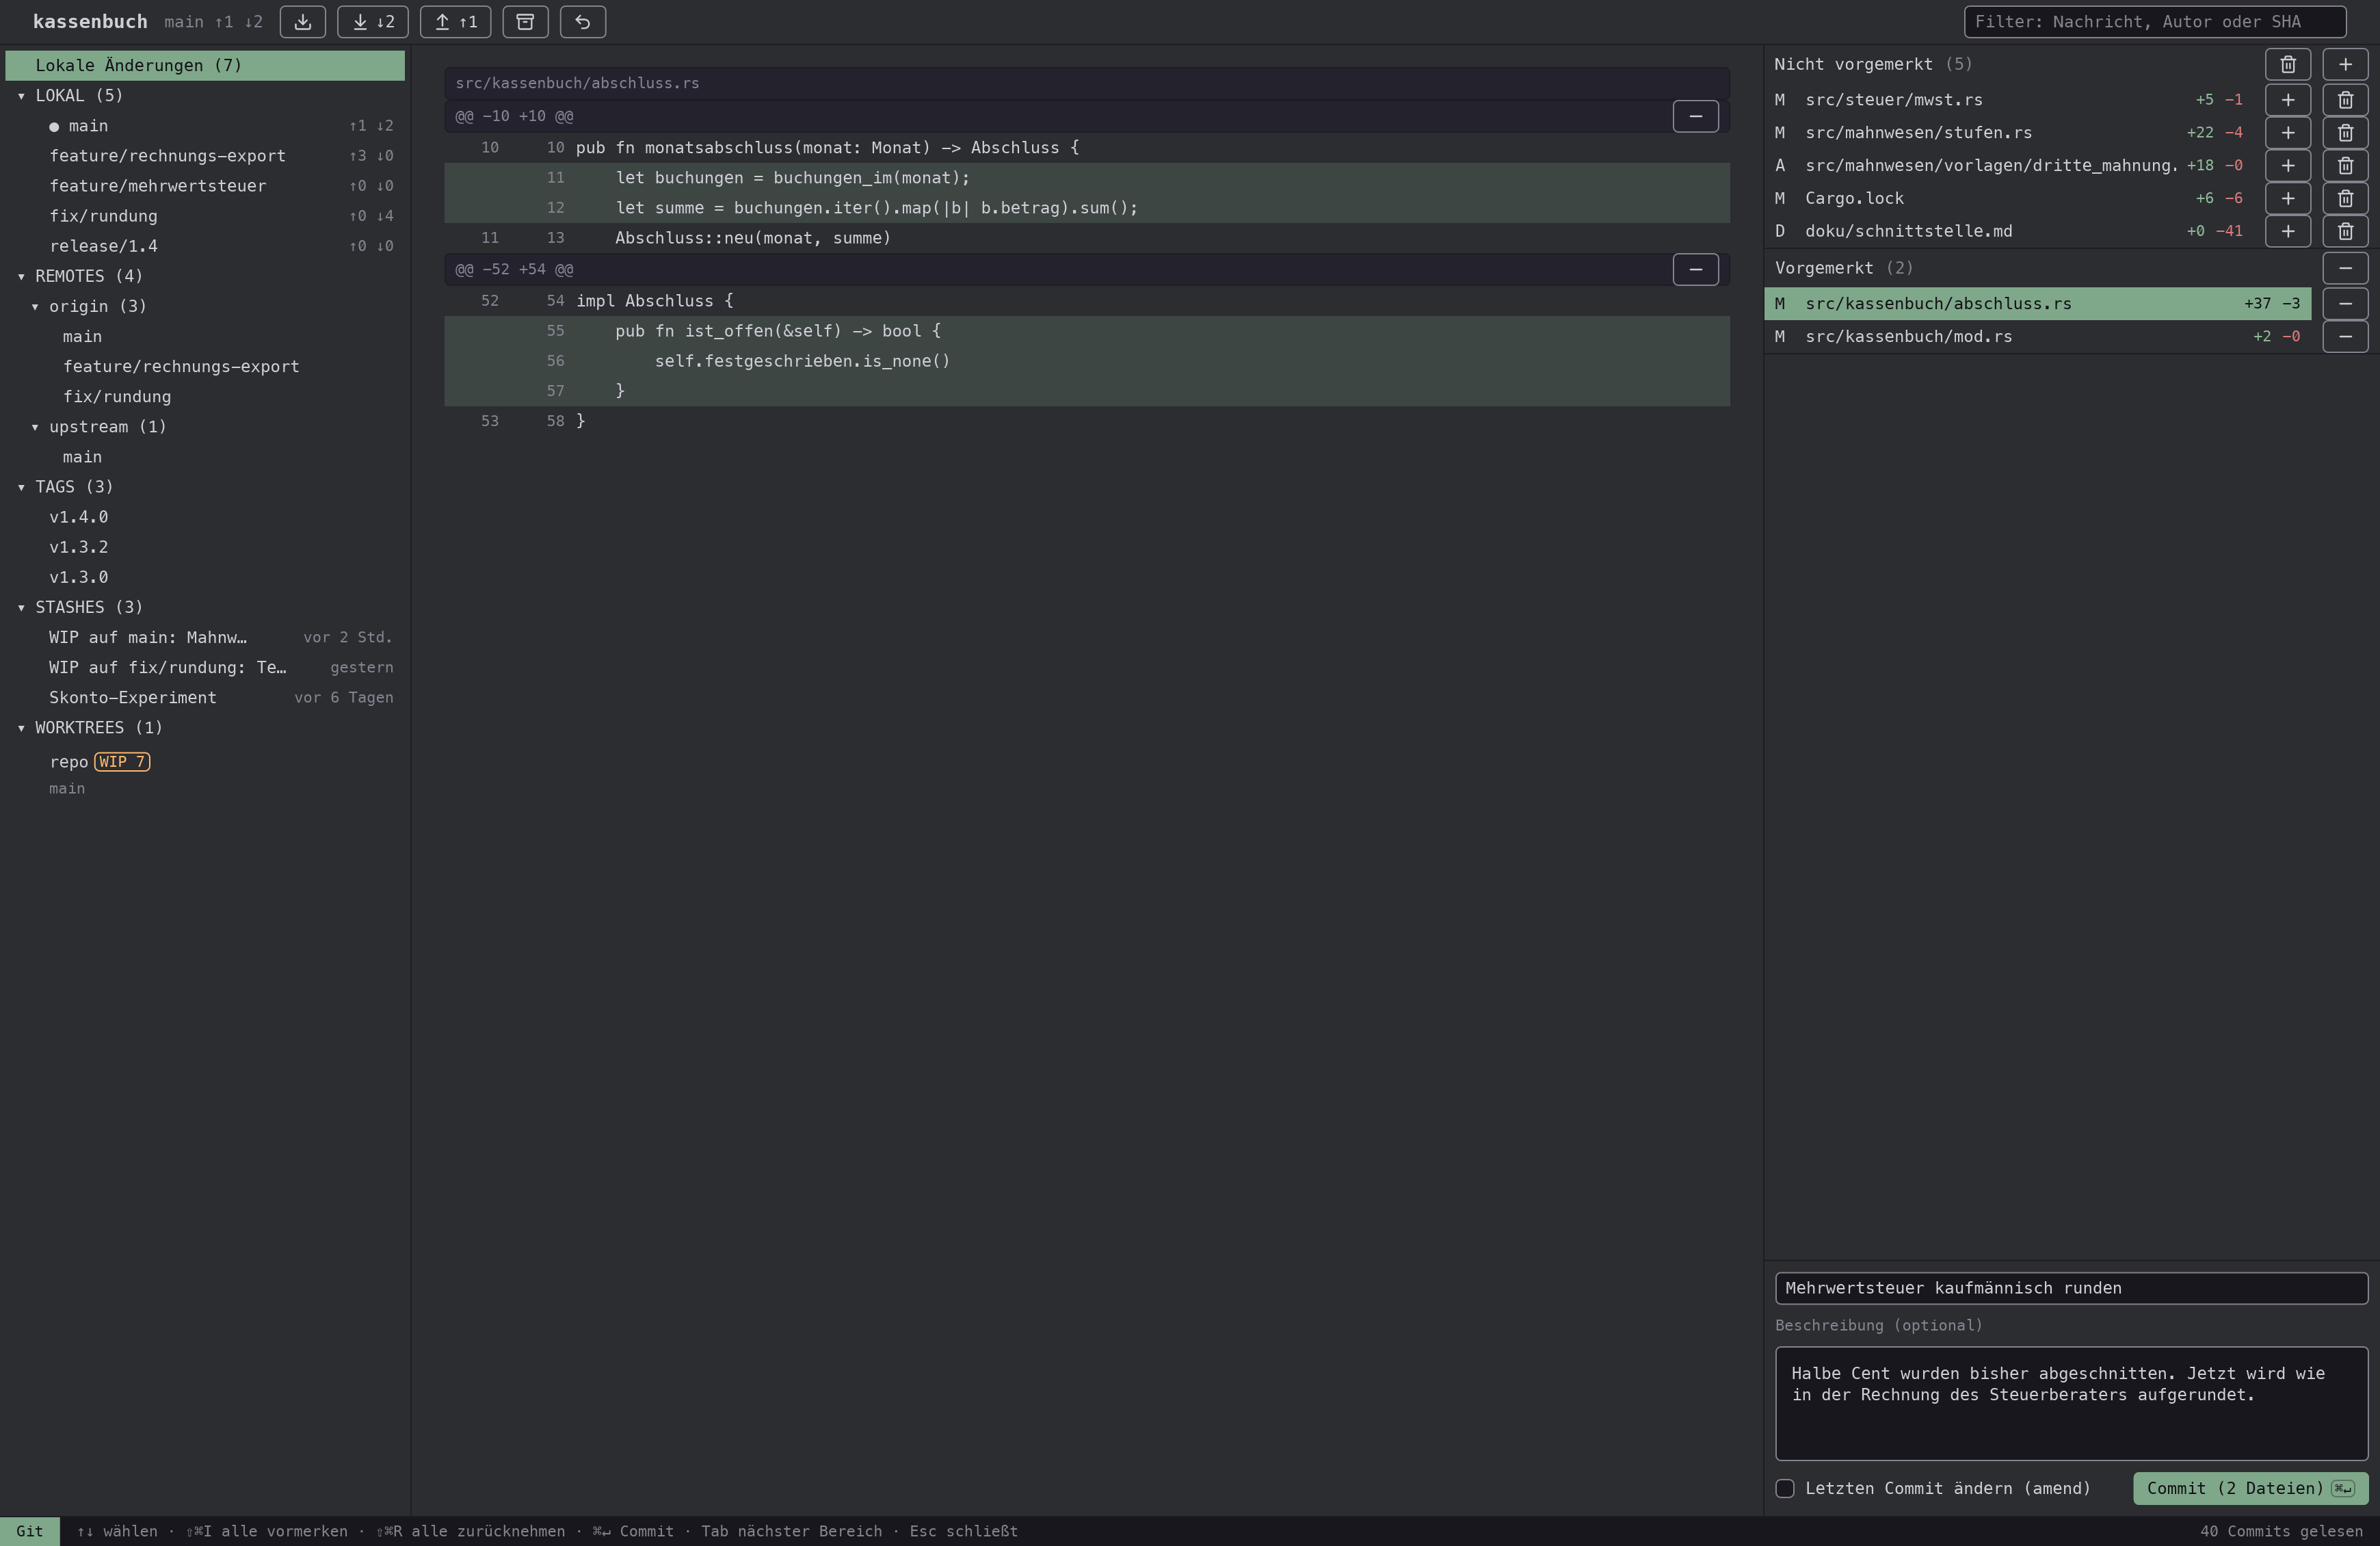 kassenbuch main ↑1 ↓2 ↓2 ↑1 Filter: Nachricht, Autor oder SHA
Lokale Änderungen (7)
▾ LOKAL (5)
● main ↑1 ↓2
feature/rechnungs-export ↑3 ↓0
feature/mehrwertsteuer ↑0 ↓0
fix/rundung ↑0 ↓4
release/1.4 ↑0 ↓0
▾ REMOTES (4)
▾ origin (3)
main
feature/rechnungs-export
fix/rundung
▾ upstream (1)
main
▾ TAGS (3)
v1.4.0
v1.3.2
v1.3.0
▾ STASHES (3)
WIP auf main: Mahnw… vor 2 Std.
WIP auf fix/rundung: Te… gestern
Skonto-Experiment vor 6 Tagen
▾ WORKTREES (1)
repo WIP 7
main
src/kassenbuch/abschluss.rs
@@ −10 +10 @@ −
10 10 pub fn monatsabschluss(monat: Monat) -> Abschluss {
11 let buchungen = buchungen_im(monat);
12 let summe = buchungen.iter().map(|b| b.betrag).sum();
11 13 Abschluss::neu(monat, summe)
@@ −52 +54 @@ −
52 54 impl Abschluss {
55 pub fn ist_offen(&self) -> bool {
56 self.festgeschrieben.is_none()
57 }
53 58 }
Nicht vorgemerkt (5) +
M src/steuer/mwst.rs +5 −1 +
M src/mahnwesen/stufen.rs +22 −4 +
A src/mahnwesen/vorlagen/dritte_mahnung. +18 −0 +
M Cargo.lock +6 −6 +
D doku/schnittstelle.md +0 −41 +
Vorgemerkt (2) −
M src/kassenbuch/abschluss.rs +37 −3 −
M src/kassenbuch/mod.rs +2 −0 −
Mehrwertsteuer kaufmännisch runden
Beschreibung (optional)
Halbe Cent wurden bisher abgeschnitten. Jetzt wird wie
in der Rechnung des Steuerberaters aufgerundet.
Letzten Commit ändern (amend) Commit (2 Dateien) ⌘↵
Git ↑↓ wählen · ⇧⌘I alle vormerken · ⇧⌘R alle zurücknehmen · ⌘↵ Commit · Tab nächster Bereich · Esc schließt 40 Commits gelesen